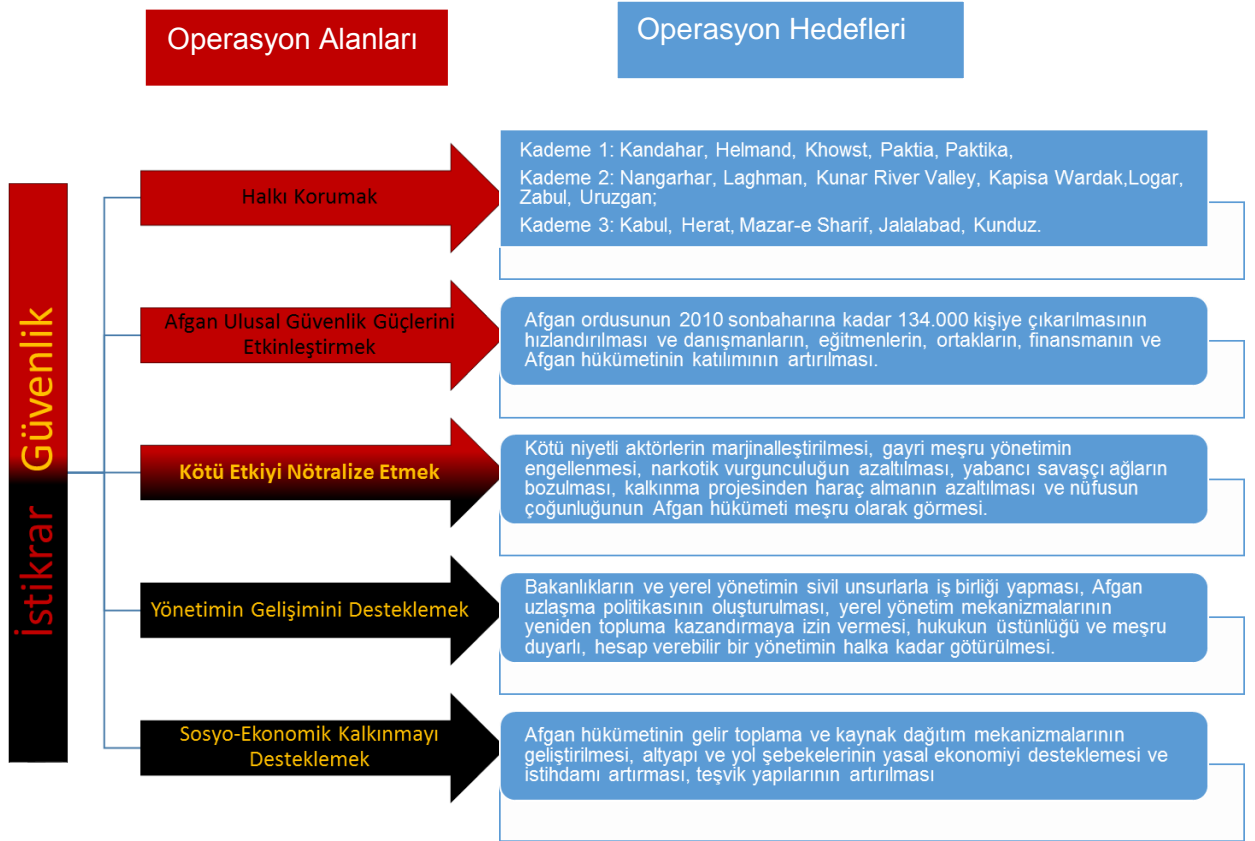 Operasyon Alanları
Operasyon Hedefleri
İstikrar Güvenlik
Halkı Korumak
Kademe 1: Kandahar, Helmand, Khowst, Paktia, Paktika,
Kademe 2: Nangarhar, Laghman, Kunar River Valley, Kapisa Wardak,Logar,
Zabul, Uruzgan;
Kademe 3: Kabul, Herat, Mazar-e Sharif, Jalalabad, Kunduz.
Afgan Ulusal Güvenlik Güçlerini
Etkinleştirmek
Afgan ordusunun 2010 sonbaharına kadar 134.000 kişiye çıkarılmasının
hızlandırılması ve danışmanların, eğitmenlerin, ortakların, finansmanın ve
Afgan hükümetinin katılımının artırılması.
Kötü Etkiyi Nötralize Etmek
Kötü niyetli aktörlerin marjinalleştirilmesi, gayri meşru yönetimin
engellenmesi, narkotik vurgunculuğun azaltılması, yabancı savaşçı ağların
bozulması, kalkınma projesinden haraç almanın azaltılması ve nüfusun
çoğunluğunun Afgan hükümeti meşru olarak görmesi.
Yönetimin Gelişimini Desteklemek
Bakanlıkların ve yerel yönetimin sivil unsurlarla iş birliği yapması, Afgan
uzlaşma politikasının oluşturulması, yerel yönetim mekanizmalarının
yeniden topluma kazandırmaya izin vermesi, hukukun üstünlüğü ve meşru
duyarlı, hesap verebilir bir yönetimin halka kadar götürülmesi.
Sosyo-Ekonomik Kalkınmayı
Desteklemek
Afgan hükümetinin gelir toplama ve kaynak dağıtım mekanizmalarının
geliştirilmesi, altyapı ve yol şebekelerinin yasal ekonomiyi desteklemesi ve
istihdamı artırması, teşvik yapılarının artırılması